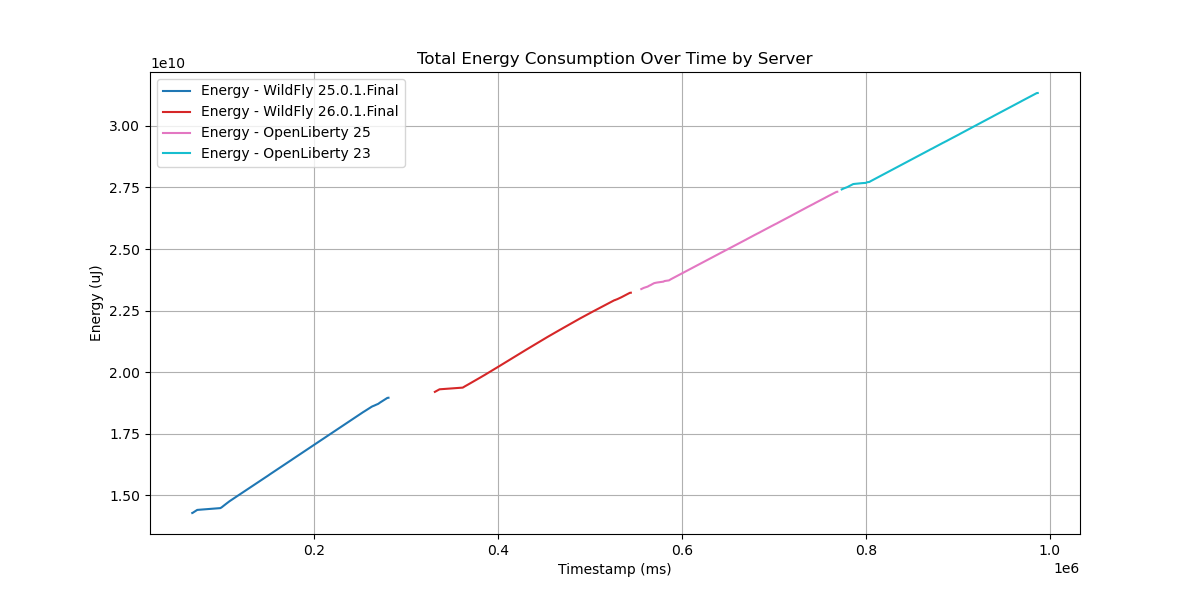 Total Energy Consumption Over Time by Server
1e10
Energy - WildFly 25.0.1.Final
Energy - WildFly 26.0.1.Final
Energy - OpenLiberty 25
Energy - OpenLiberty 23
3.00
2.75
2.50
2.25
2.00
1.75
1.50
Energy (uJ)
0.2 0.4 0.6 0.8 1.0
Timestamp (ms)
1e6